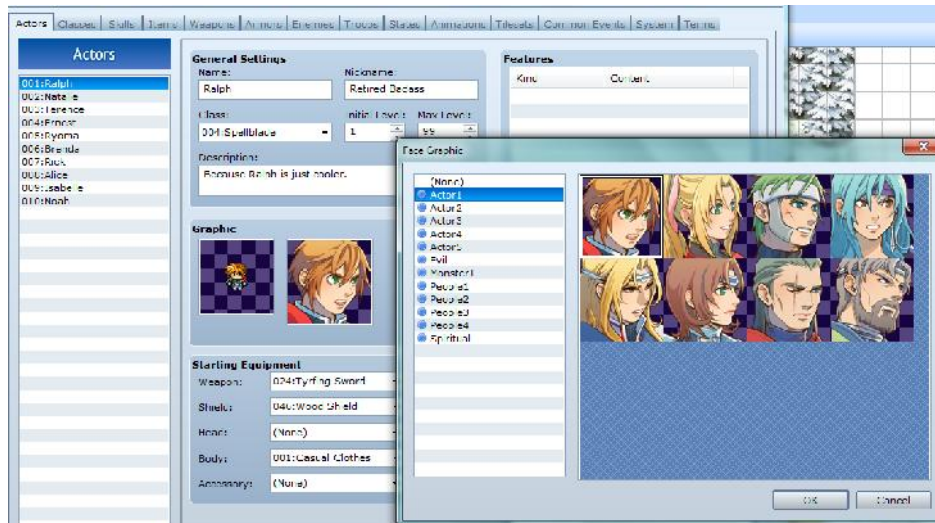 Actors Classes Skills Items Weapons Armors Enemies Troops States Animations Tilesets Common Events System Terms
Actors
001:Ralph
002:Natalie
003:Terence
004:Ernest
005:Ryoma
006:Brenda
007:Rick
008:Alice
009:Isabelle
010:Noah
General Settings
Name:
Nickname:
Ralph
Retired Badass
Class:
Initial Level:
Max Level:
004:Spellblade
1
99
Description:
Because Ralph is just cooler.
Graphic
Starting Equipment
Weapon:
024:Tyrfing Sword
Shield:
046:Wood Shield
Head:
(None)
Body:
001:Casual Clothes
Accessory:
(None)
Features
Kind
Content
Face Graphic
(None)
Actor1
Actor2
Actor3
Actor4
Actor5
Evil
Monster1
People1
People2
People3
People4
Spiritual
OK
Cancel